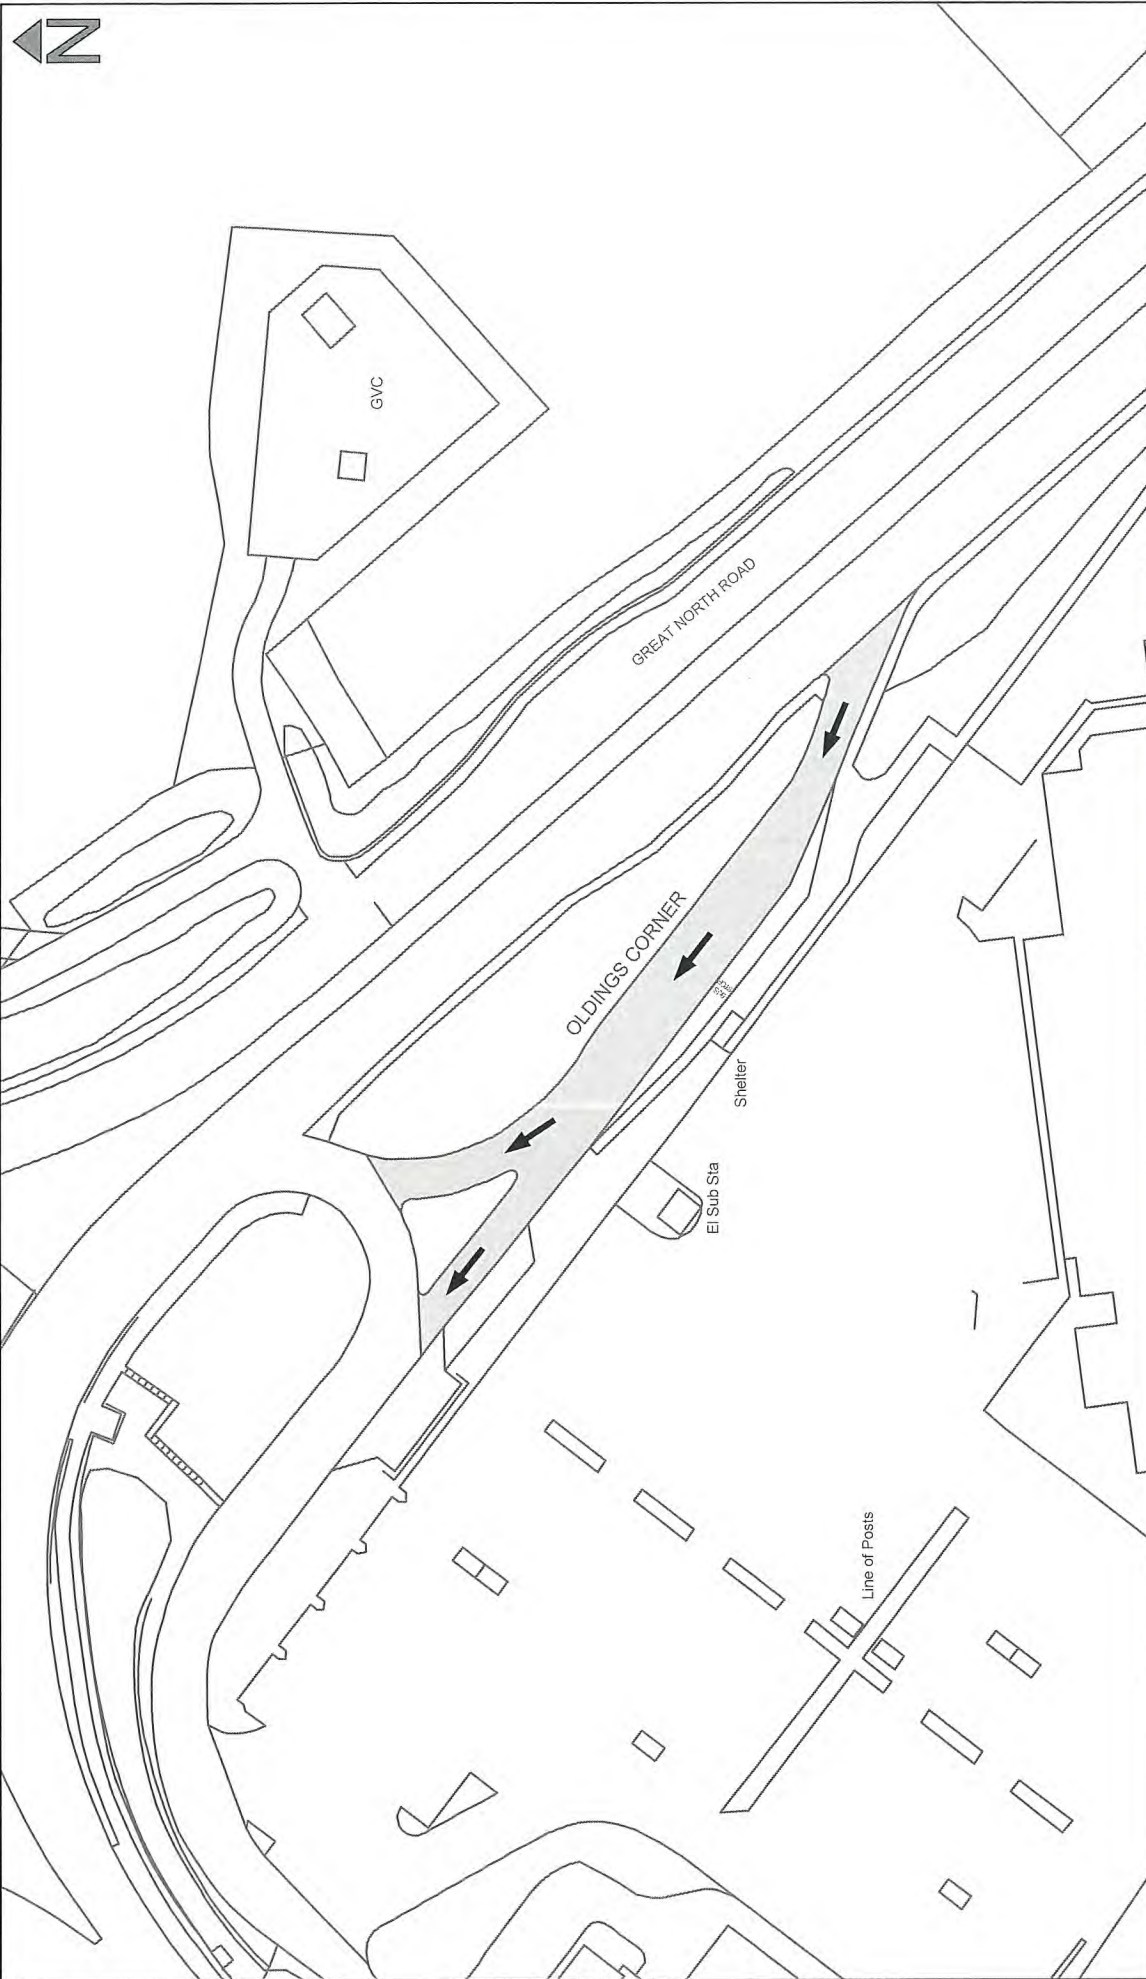 N
GVC
GREAT NORTH ROAD
OLDINGS CORNER
Shelter
El Sub Sta
Line of Posts